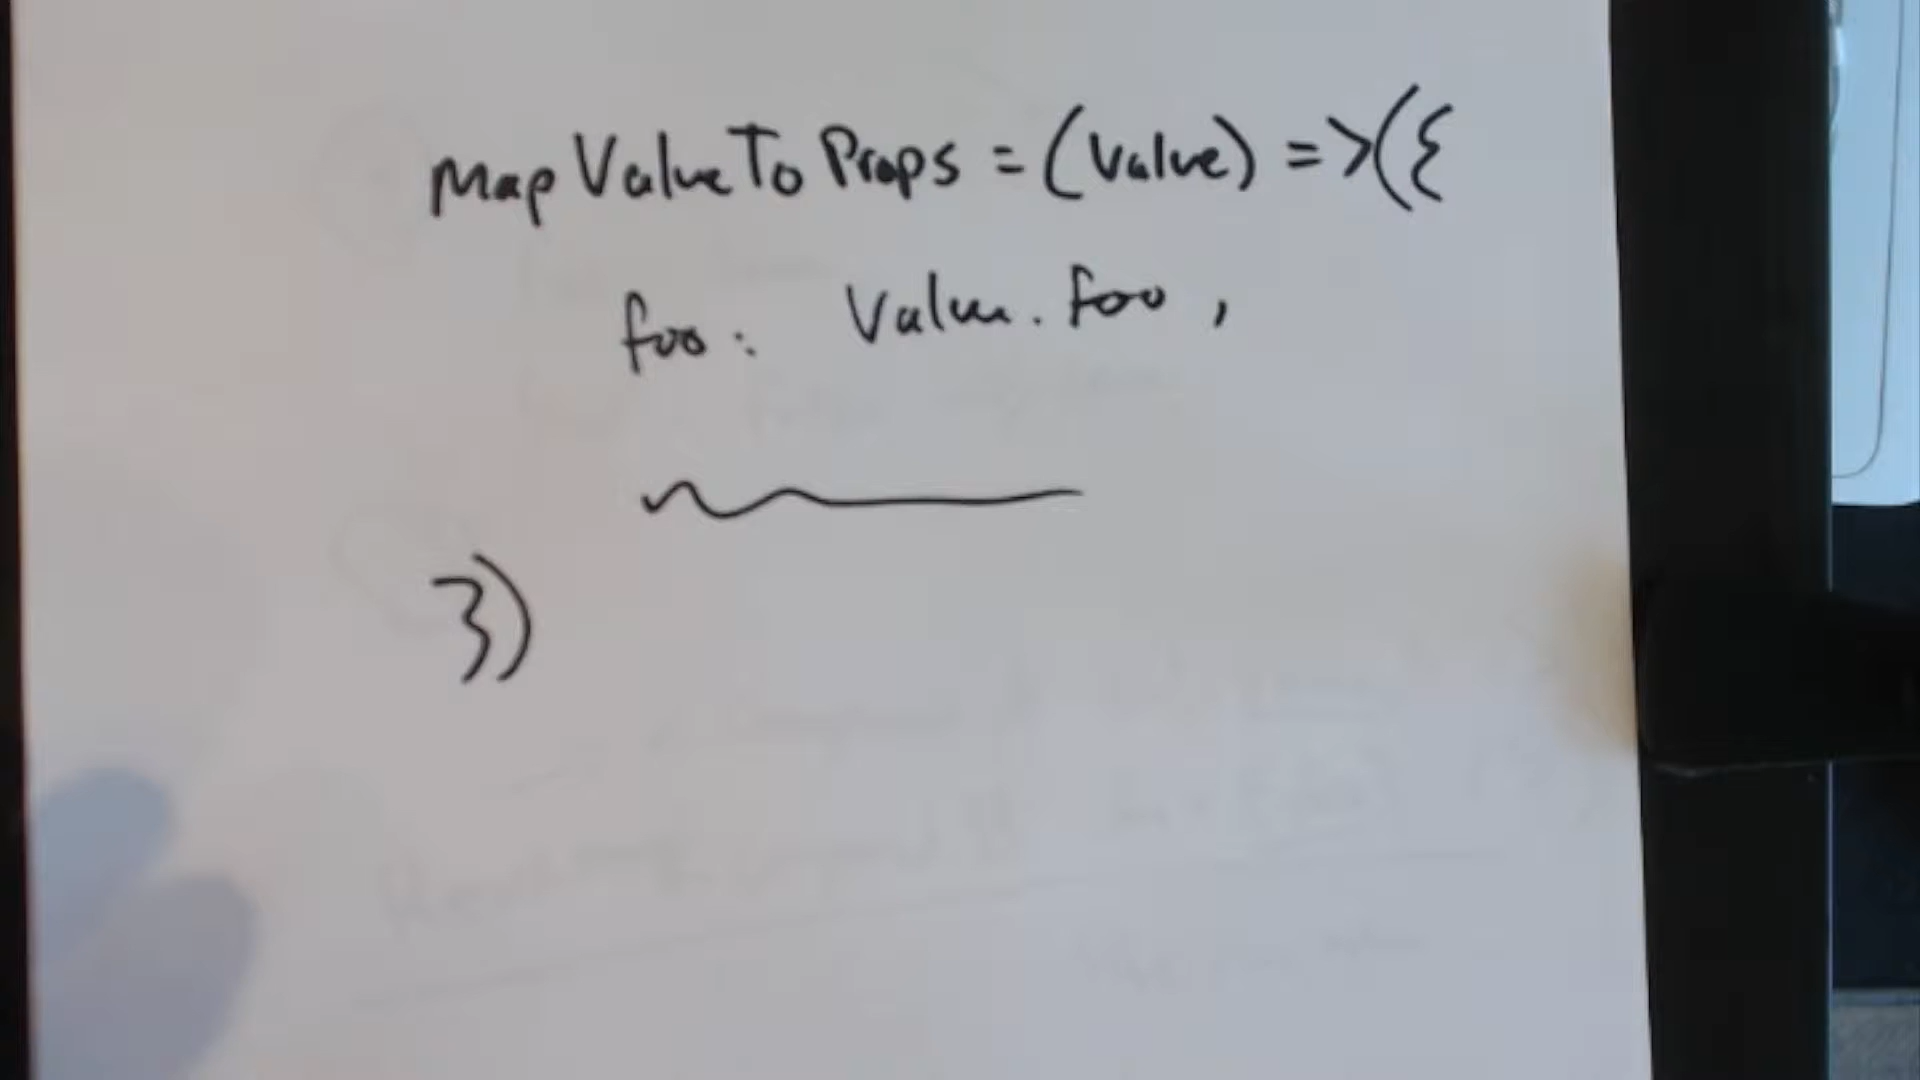 mapValueToProps = (value) => ({
foo: value.foo,
})